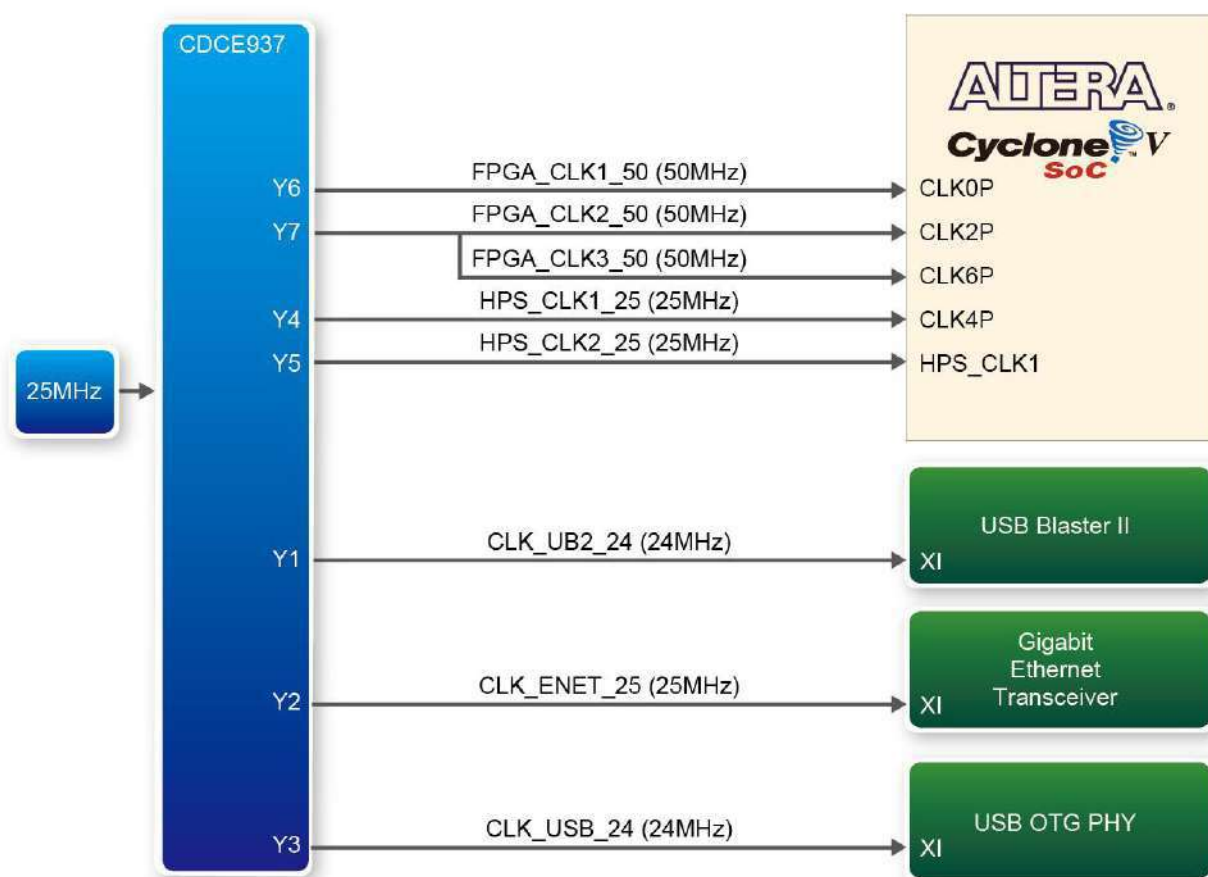 CDCE937
ALTERA®
Cyclone™ V
SoC
Y6 FPGA_CLK1_50 (50MHz) CLK0P
Y7 FPGA_CLK2_50 (50MHz) CLK2P
FPGA_CLK3_50 (50MHz) CLK6P
Y4 HPS_CLK1_25 (25MHz) CLK4P
Y5 HPS_CLK2_25 (25MHz) HPS_CLK1
25MHz
USB Blaster II
Y1 CLK_UB2_24 (24MHz) XI
Gigabit
Ethernet
Transceiver
Y2 CLK_ENET_25 (25MHz) XI
USB OTG PHY
Y3 CLK_USB_24 (24MHz) XI